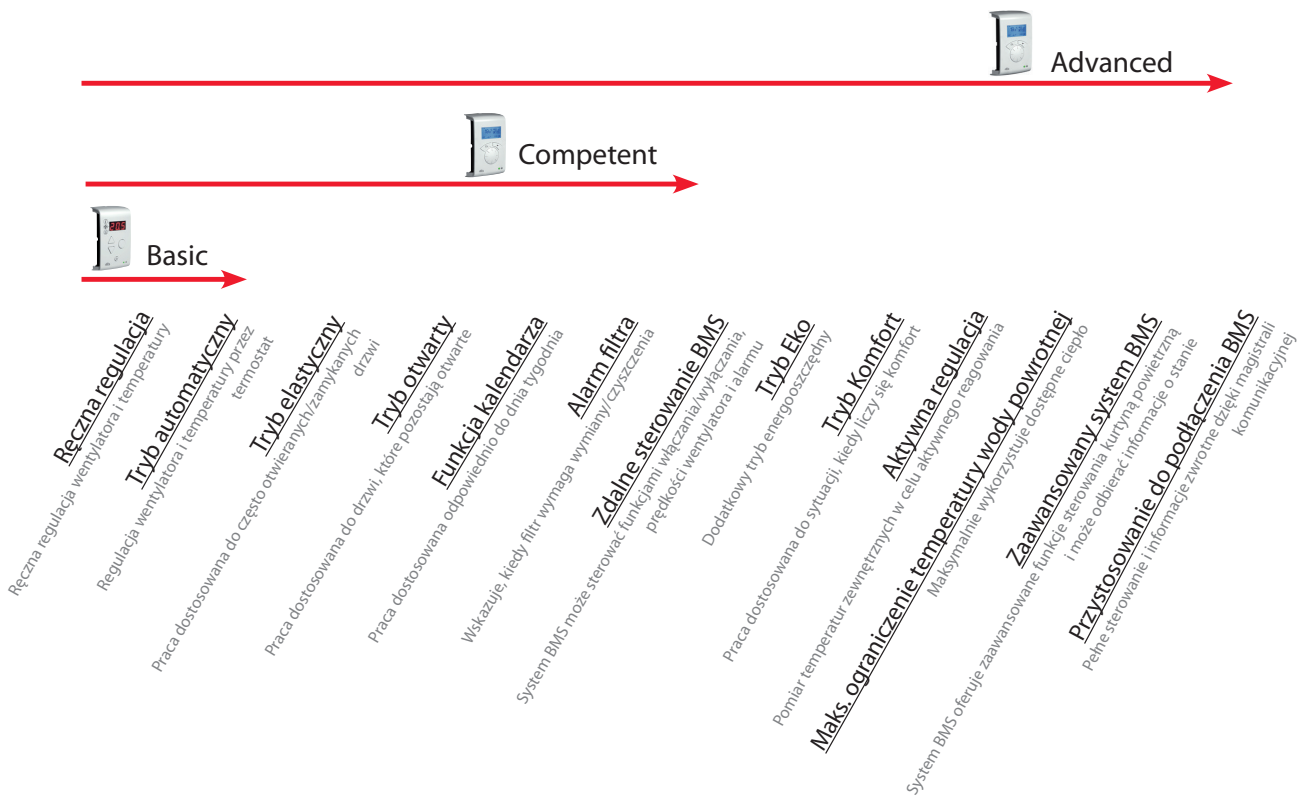 Advanced
Competent
Basic
Ręczna regulacja
Ręczna regulacja wentylatora i temperatury
Tryb automatyczny
Regulacja wentylatora i temperatury przez
termostat
Tryb elastyczny
Praca dostosowana do często otwieranych/zamykanych
drzwi
Tryb otwarty
Praca dostosowana do drzwi, które pozostają otwarte
Funkcja kalendarza
Praca dostosowana odpowiednio do dnia tygodnia
Alarm filtra
Wskazuje, kiedy filtr wymaga wymiany/czyszczenia
Zdalne sterowanie BMS
System BMS może sterować funkcjami włączania/wyłączania,
prędkości wentylatora i alarmu
Tryb Eko
Dodatkowy tryb energooszczędny
Tryb Komfort
Praca dostosowana do sytuacji, kiedy liczy się komfort
Aktywna regulacja
Pomiar temperatur zewnętrznych w celu aktywnego reagowania
Maks. ograniczenie temperatury wody powrotnej
Maksymalnie wykorzystuje dostępne ciepło
Zaawansowany system BMS
System BMS oferuje zaawansowane funkcje sterowania kurtyną powietrzną
i może odbierać informacje o stanie
Przystosowanie do podłączenia BMS
Pełne sterowanie i informacje zwrotne dzięki magistrali
komunikacyjnej